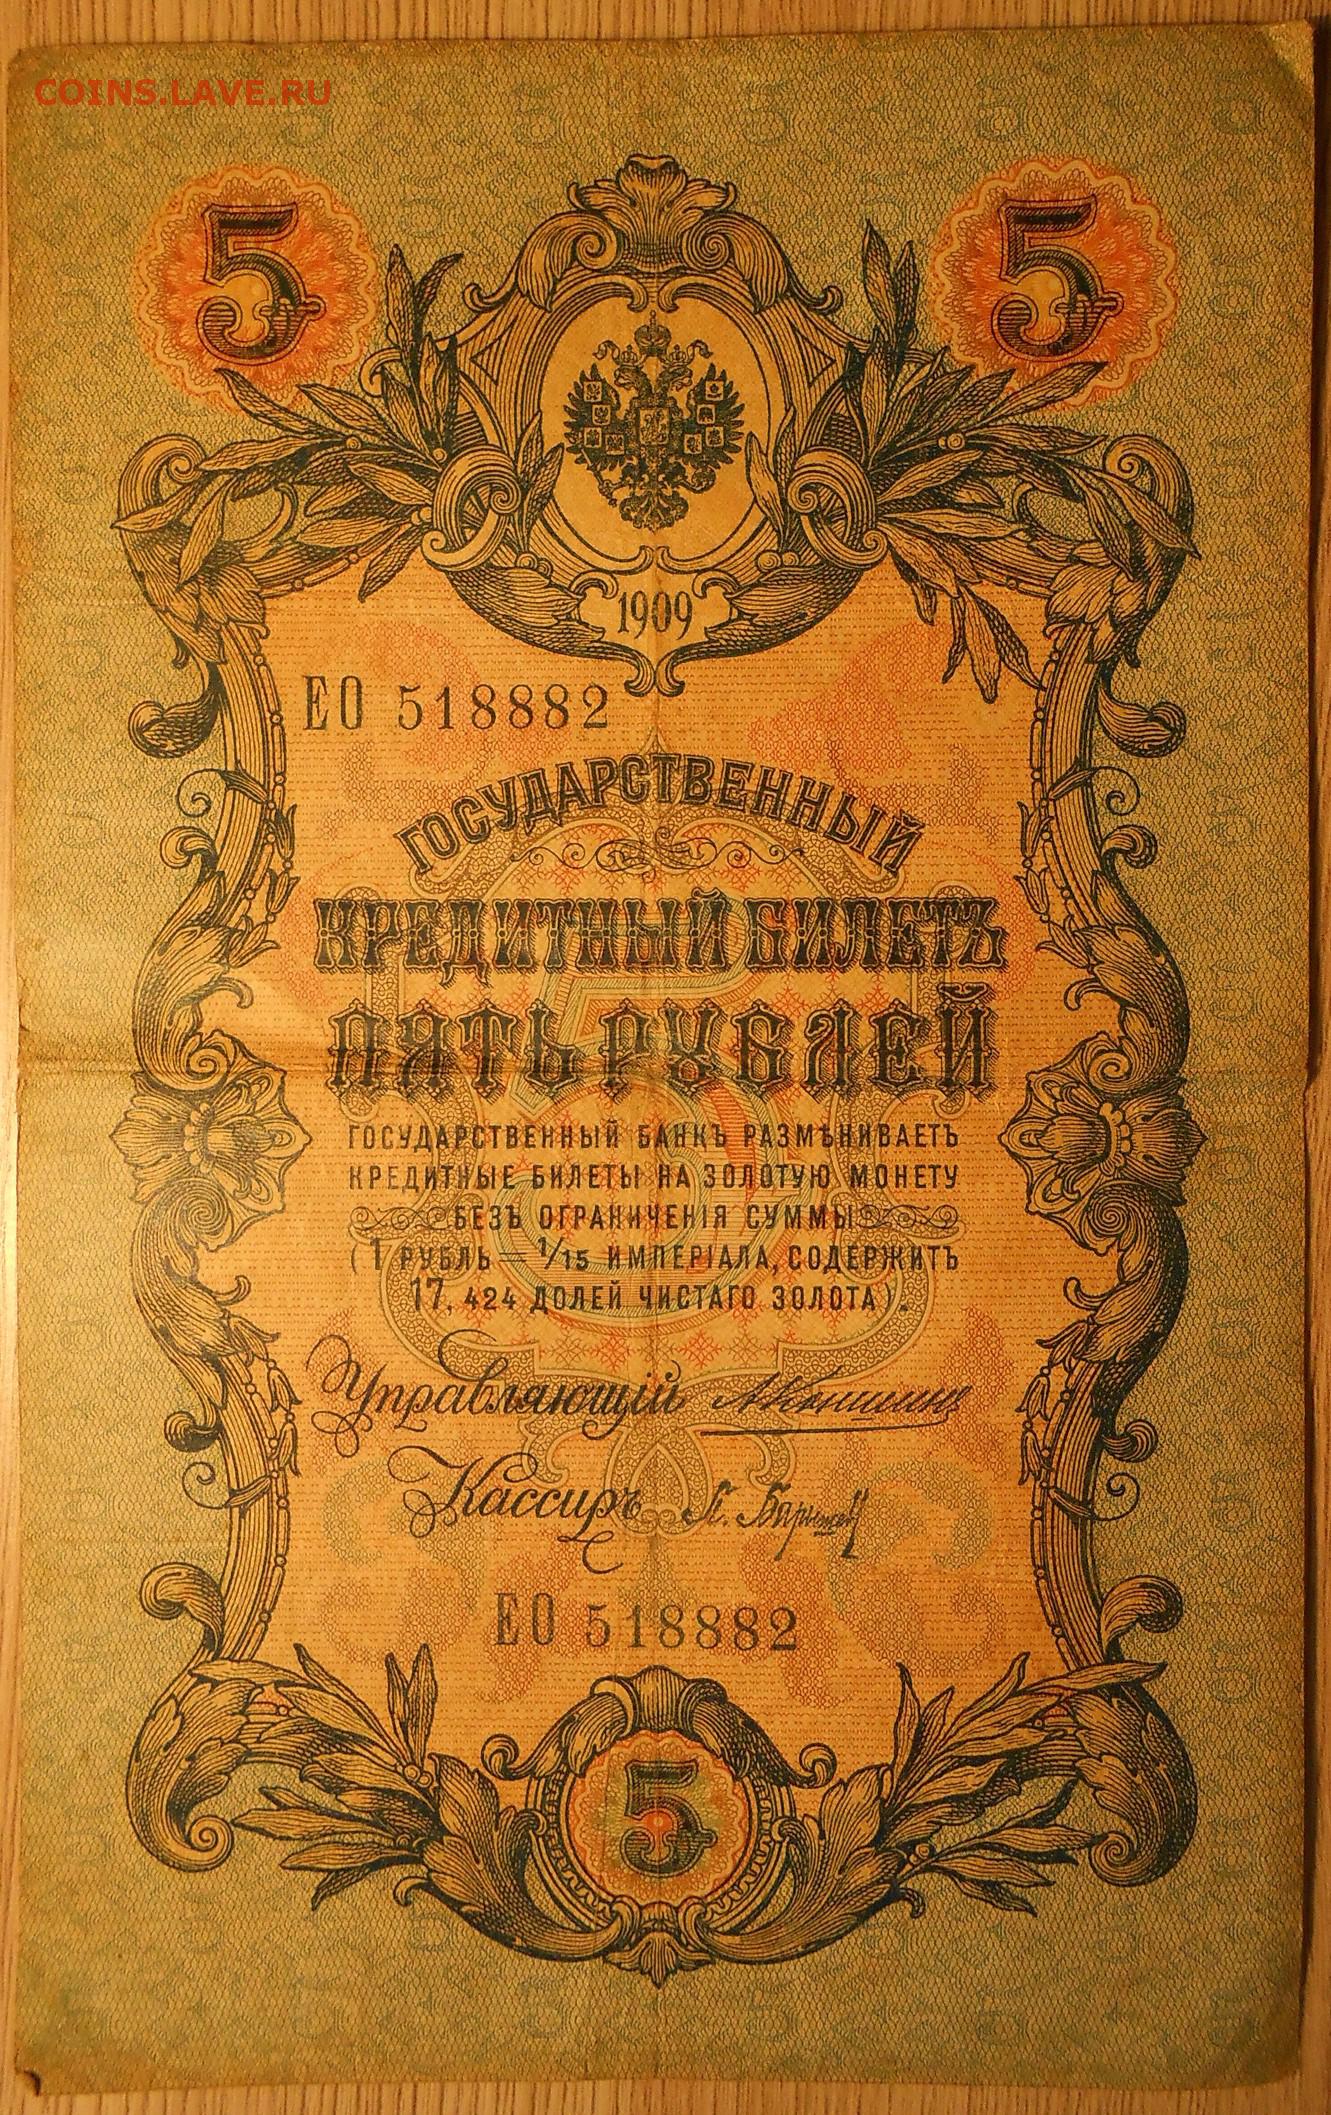 COINS.LAVE.RU
5 5
1909
ЕО 518882
ГОСУДАРСТВЕННЫЙ
КРЕДИТНЫЙ БИЛЕТЪ
ПЯТЬ РУБЛЕЙ
ГОСУДАРСТВЕННЫЙ БАНКЪ РАЗМѢНИВАЕТЪ
КРЕДИТНЫЕ БИЛЕТЫ НА ЗОЛОТУЮ МОНЕТУ
БЕЗЪ ОГРАНИЧЕНІЯ СУММЫ
(1 РУБЛЬ = 1/15 ИМПЕРІАЛА, СОДЕРЖИТЪ
17,424 ДОЛЕЙ ЧИСТАГО ЗОЛОТА).
Управляющій АКоншинъ
Кассиръ П. Барышев
ЕО 518882
5